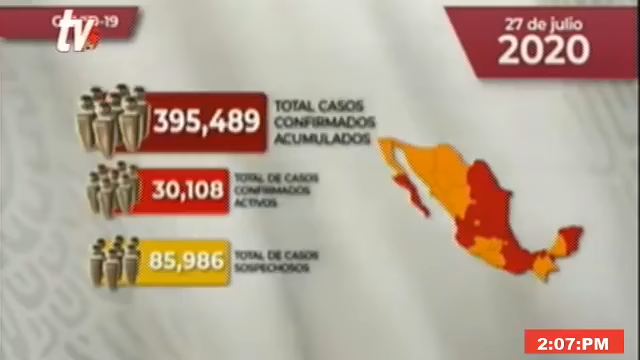 COVID-19
tv
27 de julio
2020
395,489
TOTAL CASOS
CONFIRMADOS
ACUMULADOS
30,108
TOTAL DE CASOS
CONFIRMADOS
ACTIVOS
85,986
TOTAL DE CASOS
SOSPECHOSOS
2:07:PM